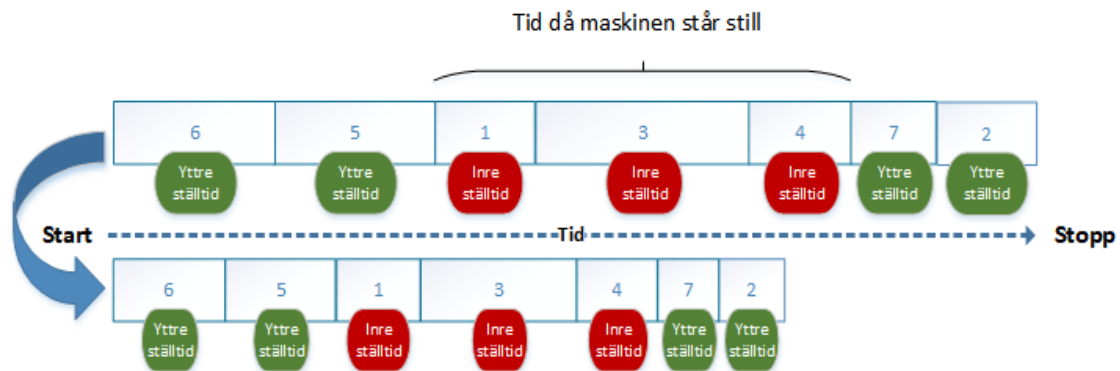 Tid då maskinen står still
6 5 1 3 4 7 2
Yttre Yttre Inre Inre Inre Yttre Yttre
ställtid ställtid ställtid ställtid ställtid ställtid ställtid
Start Tid Stopp
6 5 1 3 4 7 2
Yttre Yttre Inre Inre Inre Yttre Yttre
ställtid ställtid ställtid ställtid ställtid ställtid ställtid